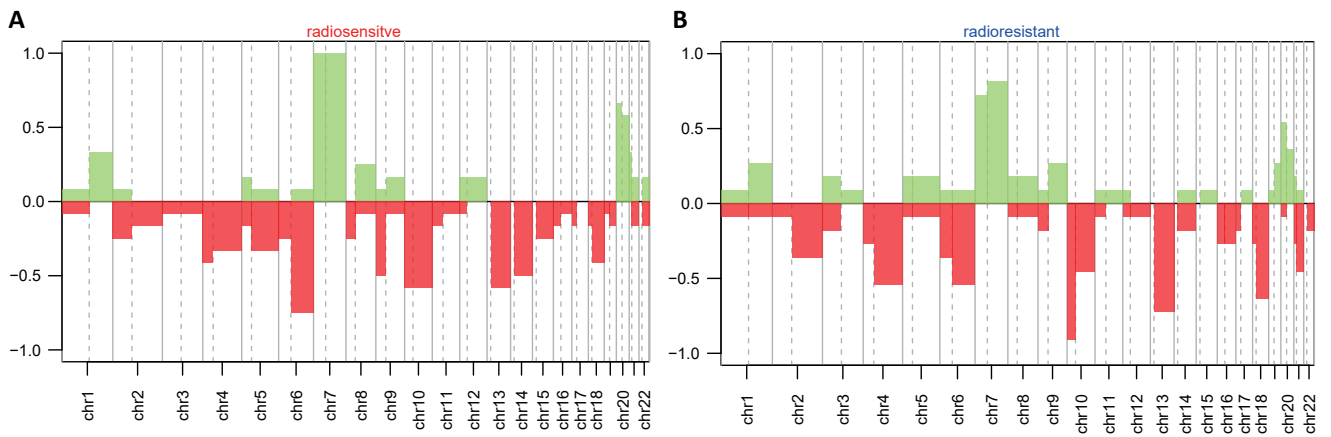 A
radiosensitve
1.0
0.5
0.0
−0.5
−1.0
chr1
chr2
chr3
chr4
chr5
chr6
chr7
chr8
chr9
chr10
chr11
chr12
chr13
chr14
chr15
chr16
chr17
chr18
chr20
chr22
B
radioresistant
1.0
0.5
0.0
−0.5
−1.0
chr1
chr2
chr3
chr4
chr5
chr6
chr7
chr8
chr9
chr10
chr11
chr12
chr13
chr14
chr15
chr16
chr17
chr18
chr20
chr22